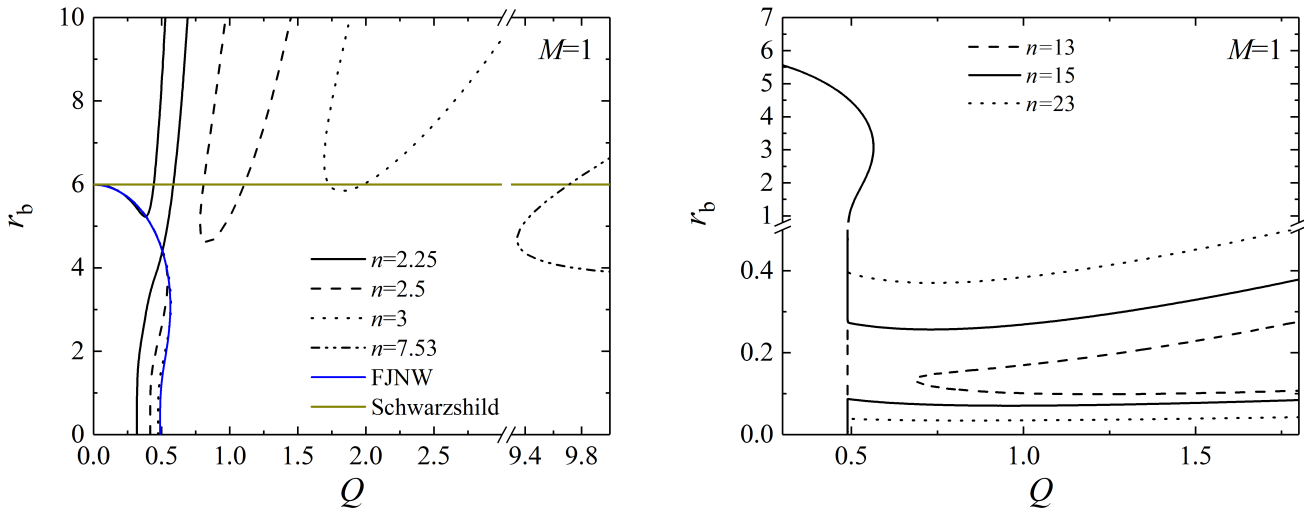 10
8
6
4
2
0
r_b
M=1
n=2.25
n=2.5
n=3
n=7.53
FJNW
Schwarzshild
0.0 0.5 1.0 1.5 2.0 2.5 9.4 9.8
Q
7
6
5
4
3
2
1
0.4
0.2
0.0
r_b
n=13
n=15
n=23
M=1
0.5 1.0 1.5
Q